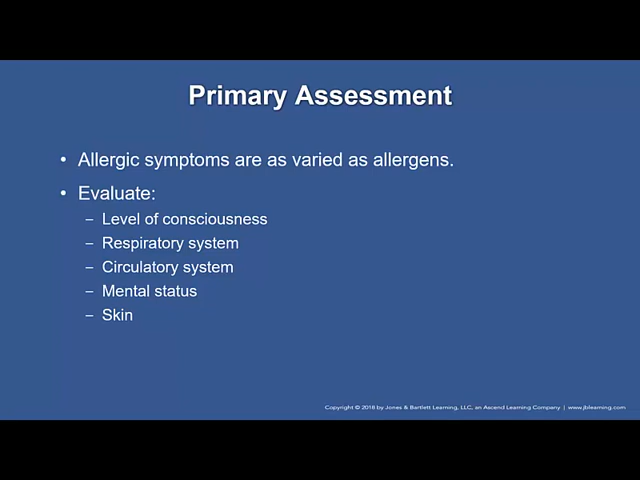 Primary Assessment
• Allergic symptoms are as varied as allergens.
• Evaluate:
– Level of consciousness
– Respiratory system
– Circulatory system
– Mental status
– Skin
Copyright © 2018 by Jones & Bartlett Learning, LLC, an Ascend Learning Company | www.jblearning.com